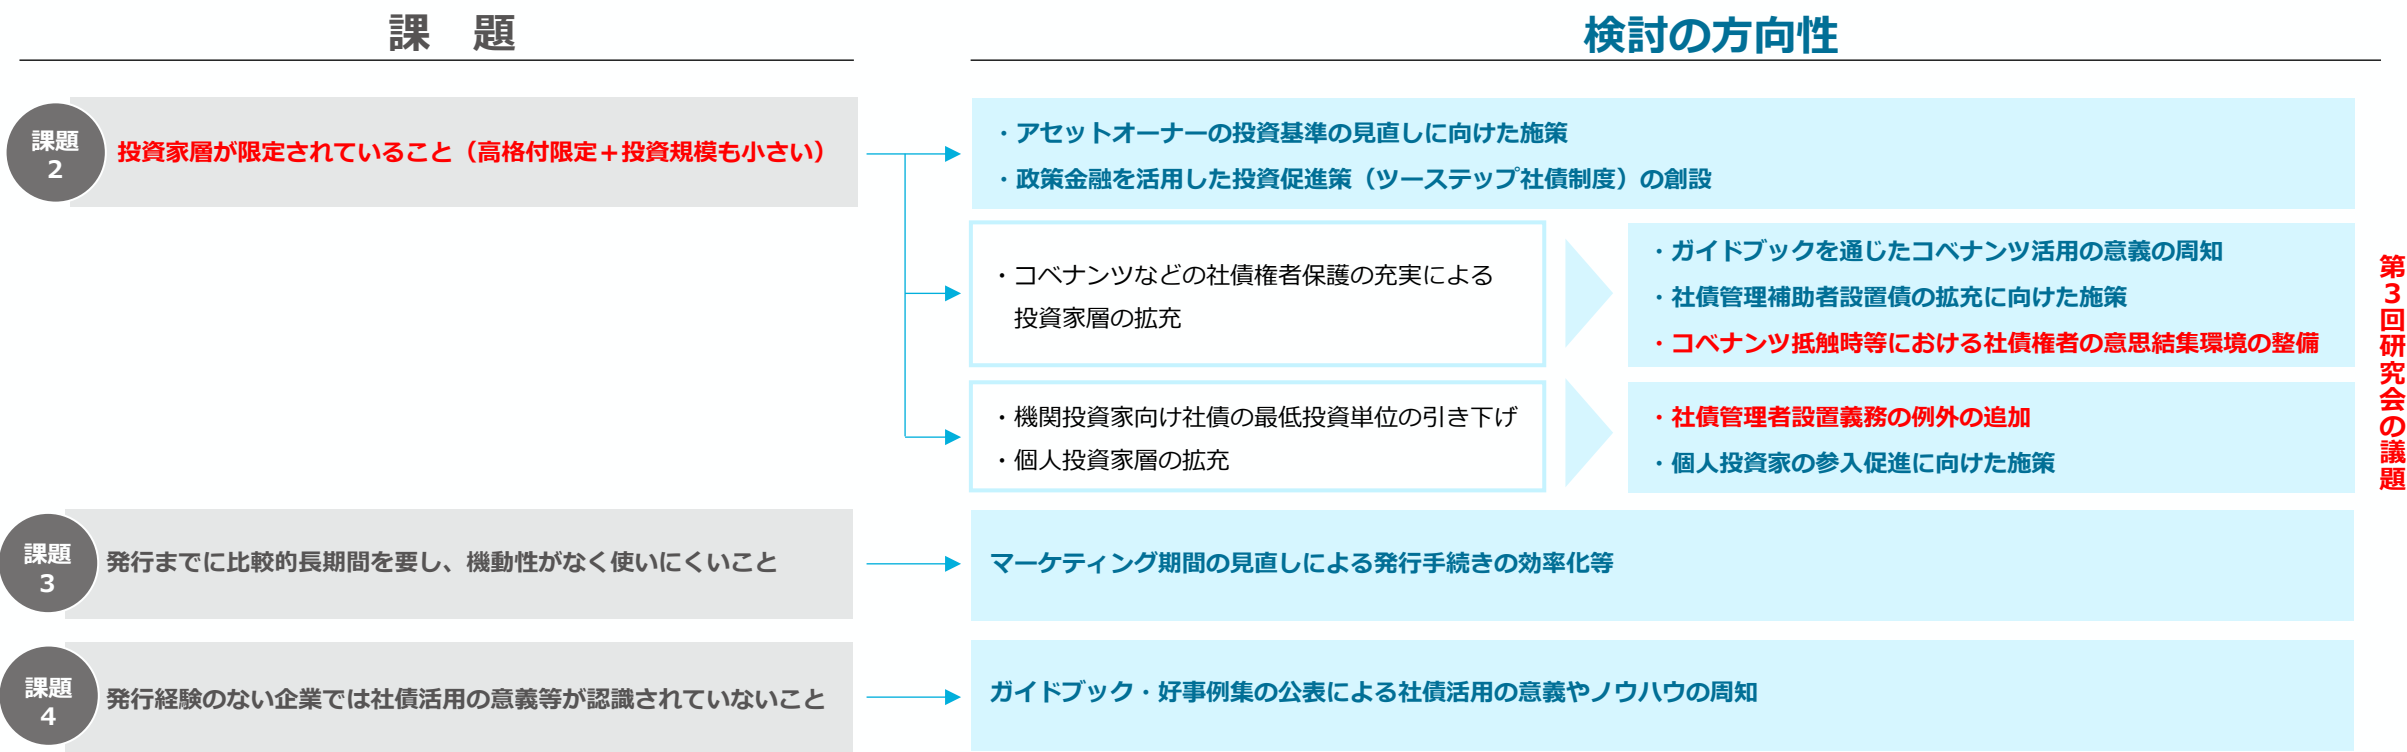 課　題
検討の方向性
課題
2
投資家層が限定されていること（高格付限定＋投資規模も小さい）
・アセットオーナーの投資基準の見直しに向けた施策
・政策金融を活用した投資促進策（ツーステップ社債制度）の創設
・コベナンツなどの社債権者保護の充実による
投資家層の拡充
・ガイドブックを通じたコベナンツ活用の意義の周知
・社債管理補助者設置債の拡充に向けた施策
・コベナンツ抵触時等における社債権者の意思結集環境の整備
・機関投資家向け社債の最低投資単位の引き下げ
・個人投資家層の拡充
・社債管理者設置義務の例外の追加
・個人投資家の参入促進に向けた施策
第3回研究会の議題
課題
3
発行までに比較的長期間を要し、機動性がなく使いにくいこと
マーケティング期間の見直しによる発行手続きの効率化等
課題
4
発行経験のない企業では社債活用の意義等が認識されていないこと
ガイドブック・好事例集の公表による社債活用の意義やノウハウの周知